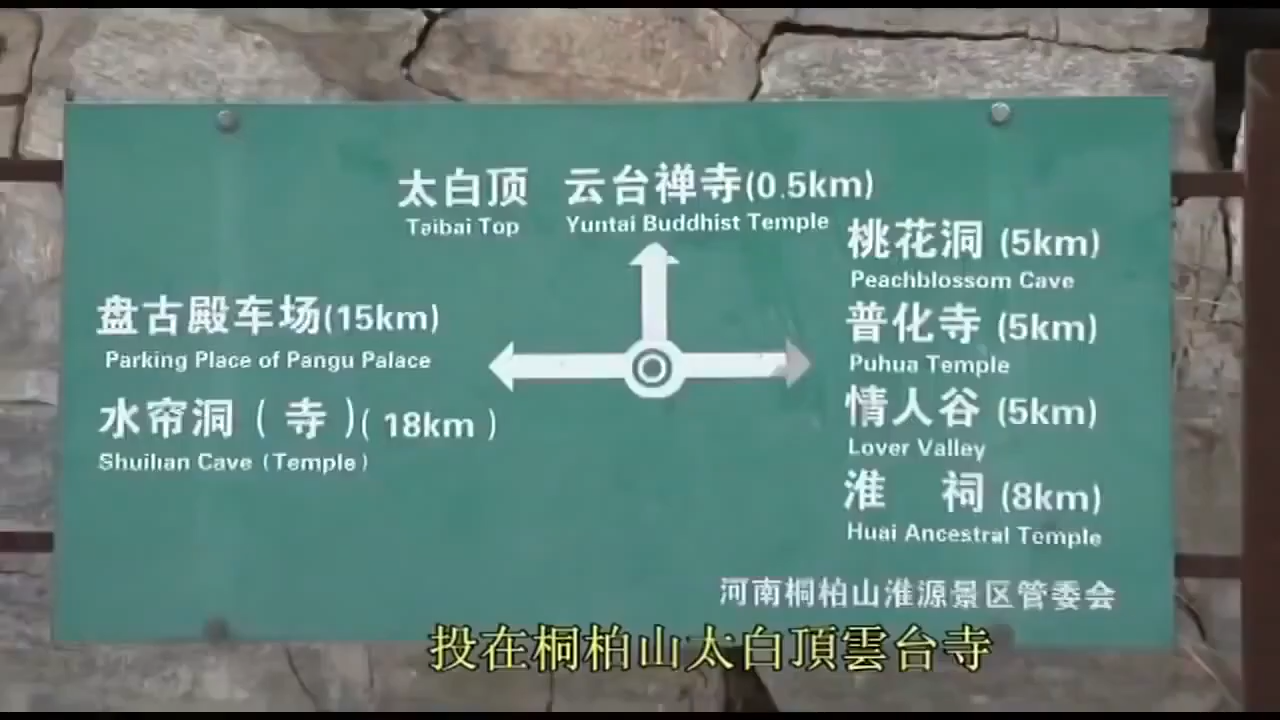 太白顶 云台禅寺(0.5km)
Taibai Top Yuntai Buddhist Temple
盘古殿车场(15km)
Parking Place of Pangu Palace
水帘洞(寺)(18km)
Shuilian Cave (Temple)
桃花洞 (5km)
Peachblossom Cave
普化寺 (5km)
Puhua Temple
情人谷 (5km)
Lover Valley
淮 祠 (8km)
Huai Ancestral Temple
河南桐柏山淮源景区管委会
投在桐柏山太白頂雲台寺